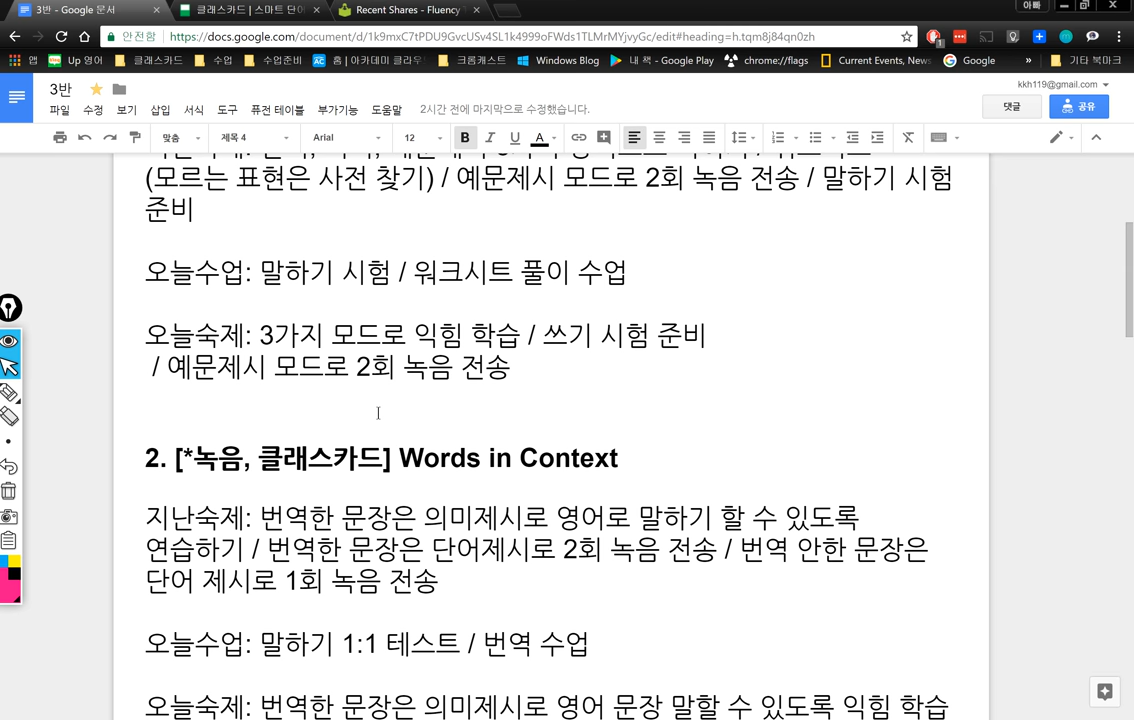 3반 - Google 문서
클래스카드 | 스마트 단어
Recent Shares - Fluency
아빠
안전함 https://docs.google.com/document/d/1k9mxC7tPDU9GvcUSv4SL1k4999oFWds1TLMrMYjvyGc/edit#heading=h.tqm8j84qn0zh
앱 Up 영어 클래스카드 수업 수업준비 홈 | 아카데미 클라우 크롬캐스트 Windows Blog 내 책 - Google Play chrome://flags Current Events, News Google » 기타 북마크
3반
kkh119@gmail.com
파일 수정 보기 삽입 서식 도구 표준 테이블 부가기능 도움말 2시간 전에 마지막으로 수정했습니다.
댓글 공유
맞춤 제목 4 Arial 12 B I U A
(모르는 표현은 사전 찾기) / 예문제시 모드로 2회 녹음 전송 / 말하기 시험
준비
오늘수업: 말하기 시험 / 워크시트 풀이 수업
오늘숙제: 3가지 모드로 익힘 학습 / 쓰기 시험 준비
/ 예문제시 모드로 2회 녹음 전송
2. [*녹음, 클래스카드] Words in Context
지난숙제: 번역한 문장은 의미제시로 영어로 말하기 할 수 있도록
연습하기 / 번역한 문장은 단어제시로 2회 녹음 전송 / 번역 안한 문장은
단어 제시로 1회 녹음 전송
오늘수업: 말하기 1:1 테스트 / 번역 수업
오늘숙제: 번역한 문장은 의미제시로 영어 문장 말할 수 있도록 익힘 학습